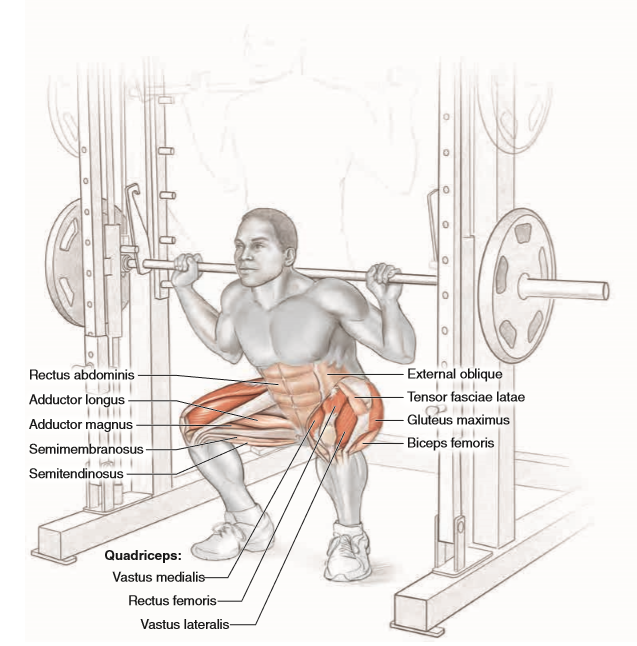 Rectus abdominis
Adductor longus
Adductor magnus
Semimembranosus
Semitendinosus
External oblique
Tensor fasciae latae
Gluteus maximus
Biceps femoris
Quadriceps:
Vastus medialis
Rectus femoris
Vastus lateralis